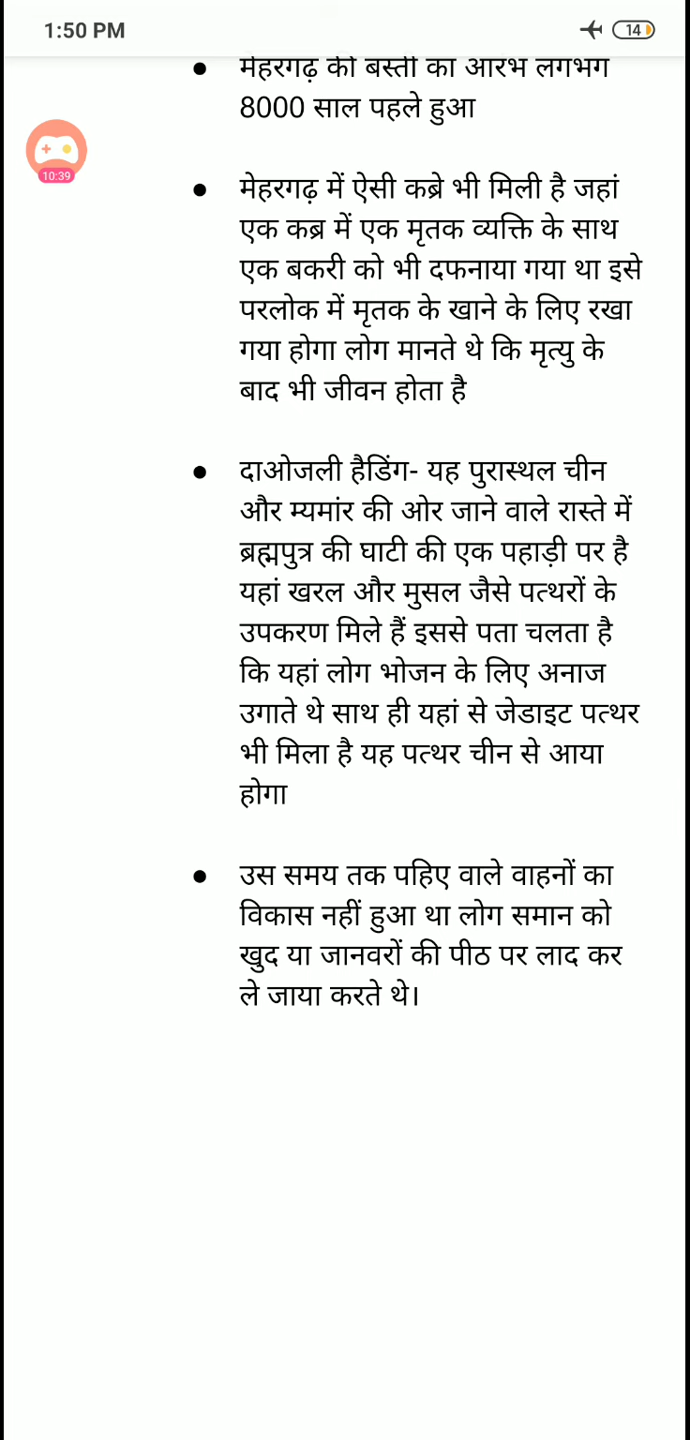 1:50 PM
14
मेहरगढ़ की बस्ती का आरंभ लगभग
8000 साल पहले हुआ
10:39
मेहरगढ़ में ऐसी कब्रे भी मिली है जहां
एक कब्र में एक मृतक व्यक्ति के साथ
एक बकरी को भी दफनाया गया था इसे
परलोक में मृतक के खाने के लिए रखा
गया होगा लोग मानते थे कि मृत्यु के
बाद भी जीवन होता है
दाओजली हैडिंग- यह पुरास्थल चीन
और म्यमांर की ओर जाने वाले रास्ते में
ब्रह्मपुत्र की घाटी की एक पहाड़ी पर है
यहां खरल और मुसल जैसे पत्थरों के
उपकरण मिले हैं इससे पता चलता है
कि यहां लोग भोजन के लिए अनाज
उगाते थे साथ ही यहां से जेडाइट पत्थर
भी मिला है यह पत्थर चीन से आया
होगा
उस समय तक पहिए वाले वाहनों का
विकास नहीं हुआ था लोग समान को
खुद या जानवरों की पीठ पर लाद कर
ले जाया करते थे।